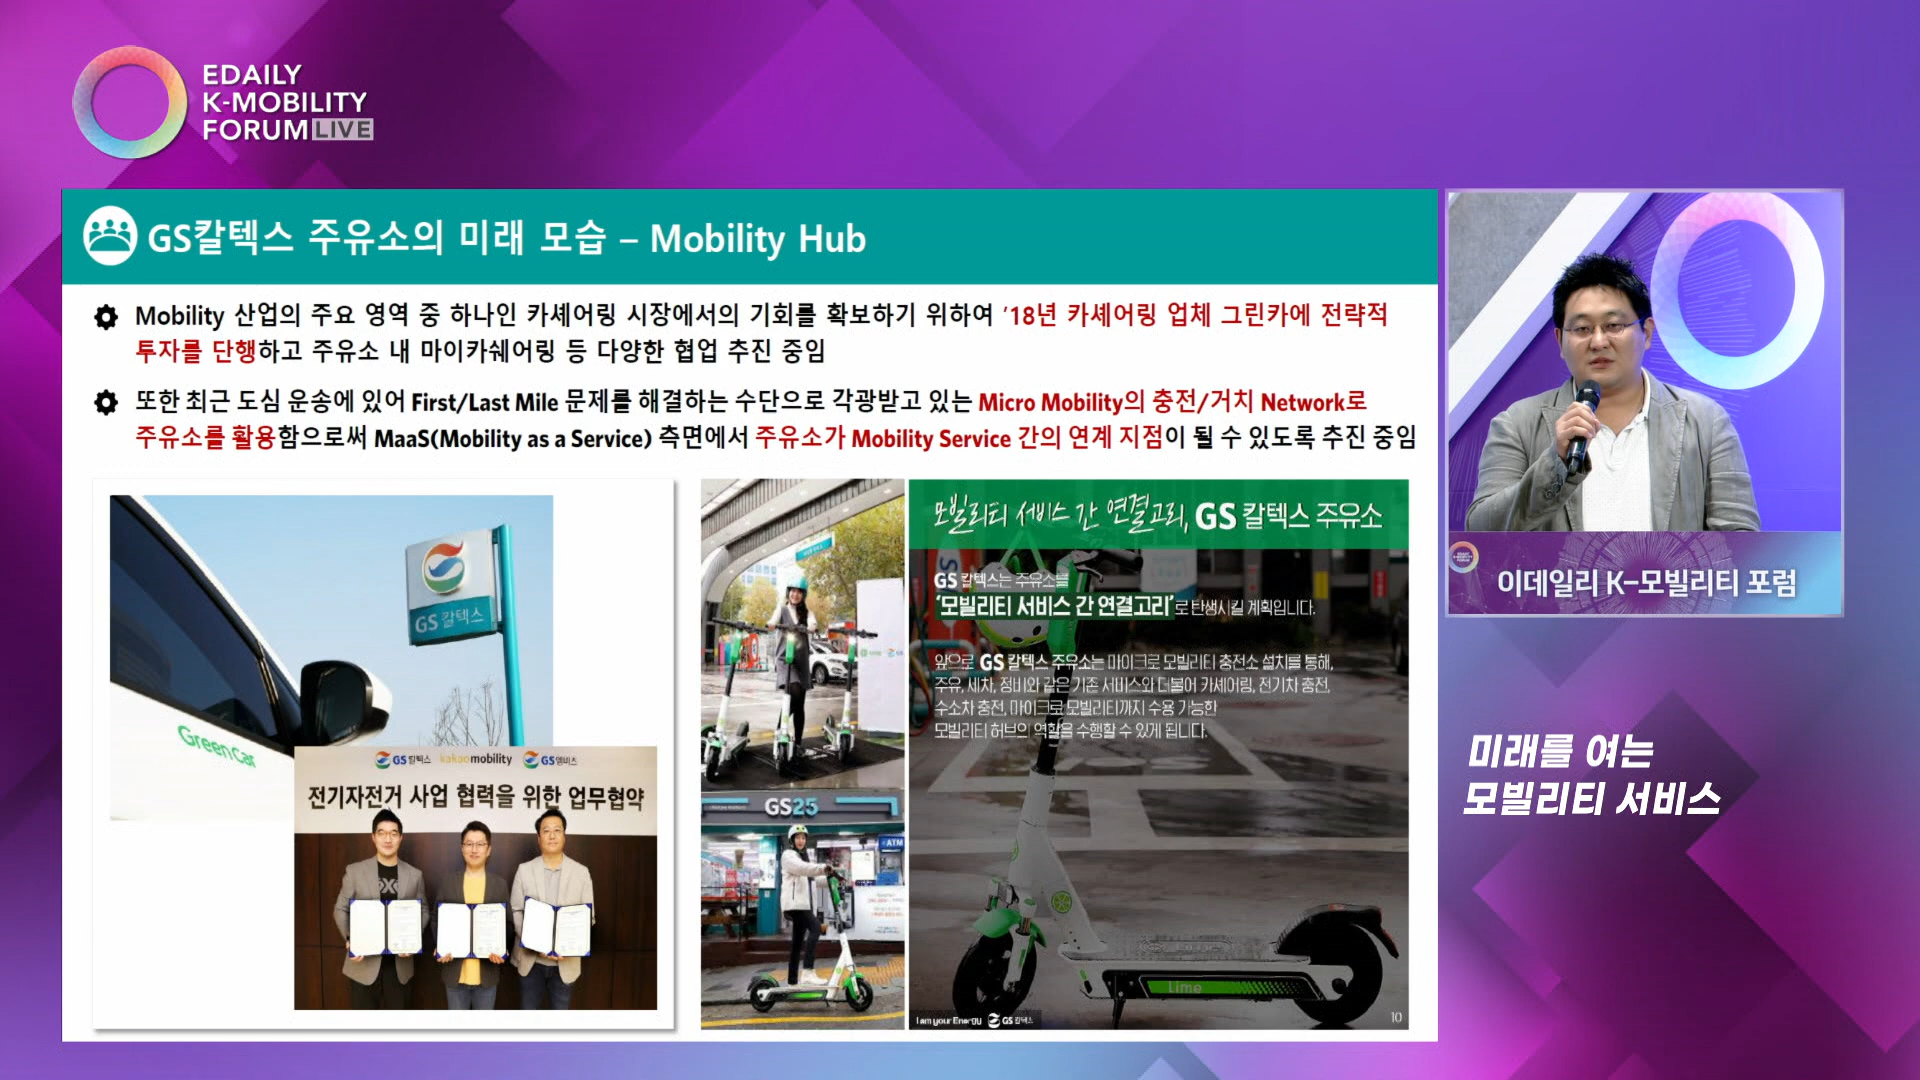 EDAILY
K-MOBILITY
FORUM LIVE
GS칼텍스 주유소의 미래 모습 – Mobility Hub
Mobility 산업의 주요 영역 중 하나인 카셰어링 시장에서의 기회를 확보하기 위하여 '18년 카셰어링 업체 그린카에 전략적
투자를 단행하고 주유소 내 마이카쉐어링 등 다양한 협업 추진 중임
또한 최근 도심 운송에 있어 First/Last Mile 문제를 해결하는 수단으로 각광받고 있는 Micro Mobility의 충전/거치 Network로
주유소를 활용함으로써 MaaS(Mobility as a Service) 측면에서 주유소가 Mobility Service 간의 연계 지점이 될 수 있도록 추진 중임
GS칼텍스
GreenCar
GS칼텍스 kakaomobility GS엠비즈
전기자전거 사업 협력을 위한 업무협약
GS25
ATM
모빌리티 서비스 간 연결고리, GS 칼텍스 주유소
GS 칼텍스는 주유소를
'모빌리티 서비스 간 연결고리'로 탄생시킬 계획입니다.
앞으로 GS 칼텍스 주유소는 마이크로 모빌리티 충전소 설치를 통해,
주유, 세차, 정비와 같은 기존 서비스와 더불어 카셰어링, 전기차 충전,
수소차 충전, 마이크로 모빌리티까지 수용 가능한
모빌리티 허브의 역할을 수행할 수 있게 됩니다.
Lime
I am your Energy GS칼텍스
10
이데일리 K-모빌리티 포럼
미래를 여는
모빌리티 서비스